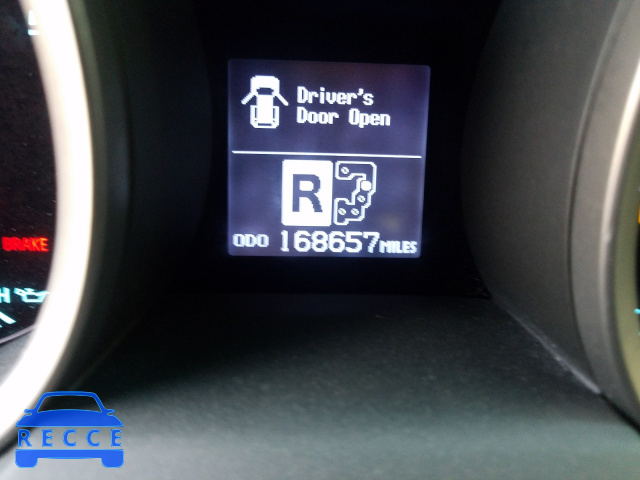 Driver's
Door Open
R
ODO 168657 MILES
BRAKE
H
RECCE